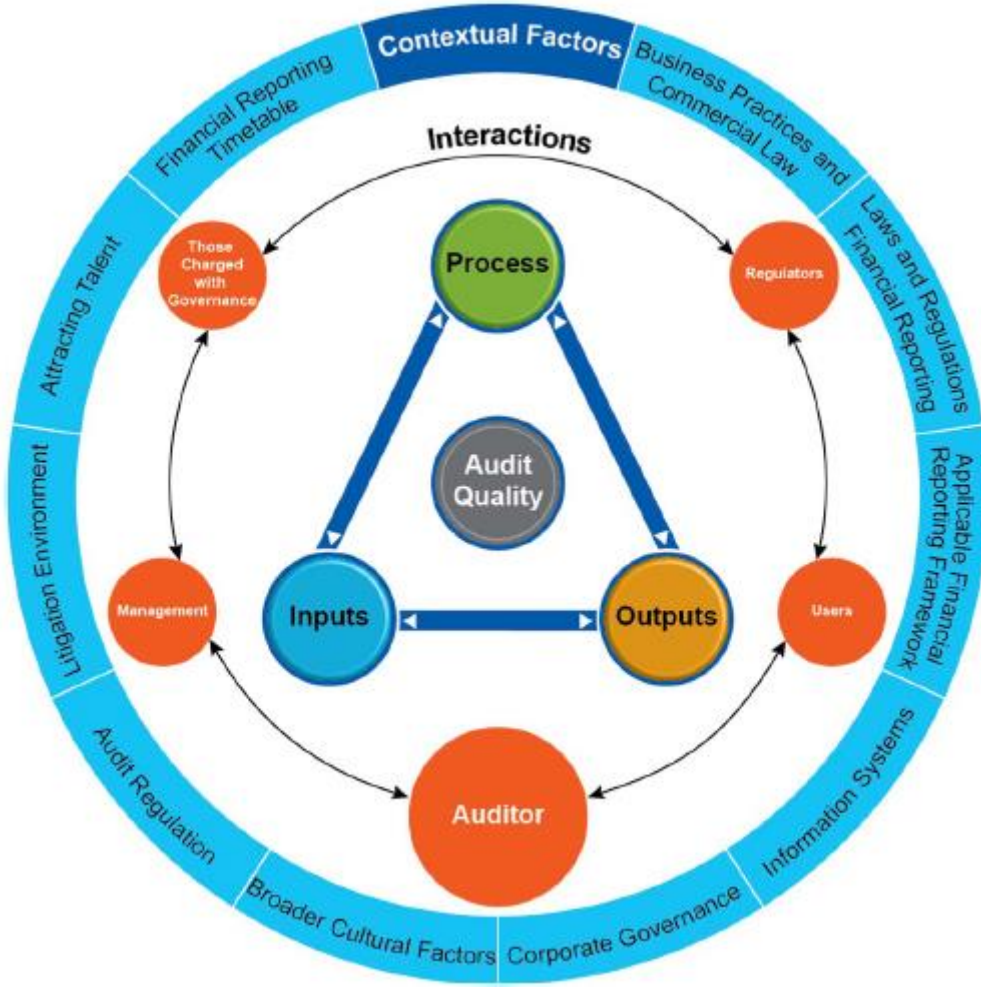 Contextual Factors
Business Practices and
Commercial Law
Laws and Regulations
Financial Reporting
Applicable Financial
Reporting Framework
Information Systems
Corporate Governance
Broader Cultural Factors
Audit Regulation
Litigation Environment
Attracting Talent
Financial Reporting
Timetable
Interactions
Those
Charged
with
Governance
Regulators
Process
Audit
Quality
Management
Inputs
Outputs
Users
Auditor